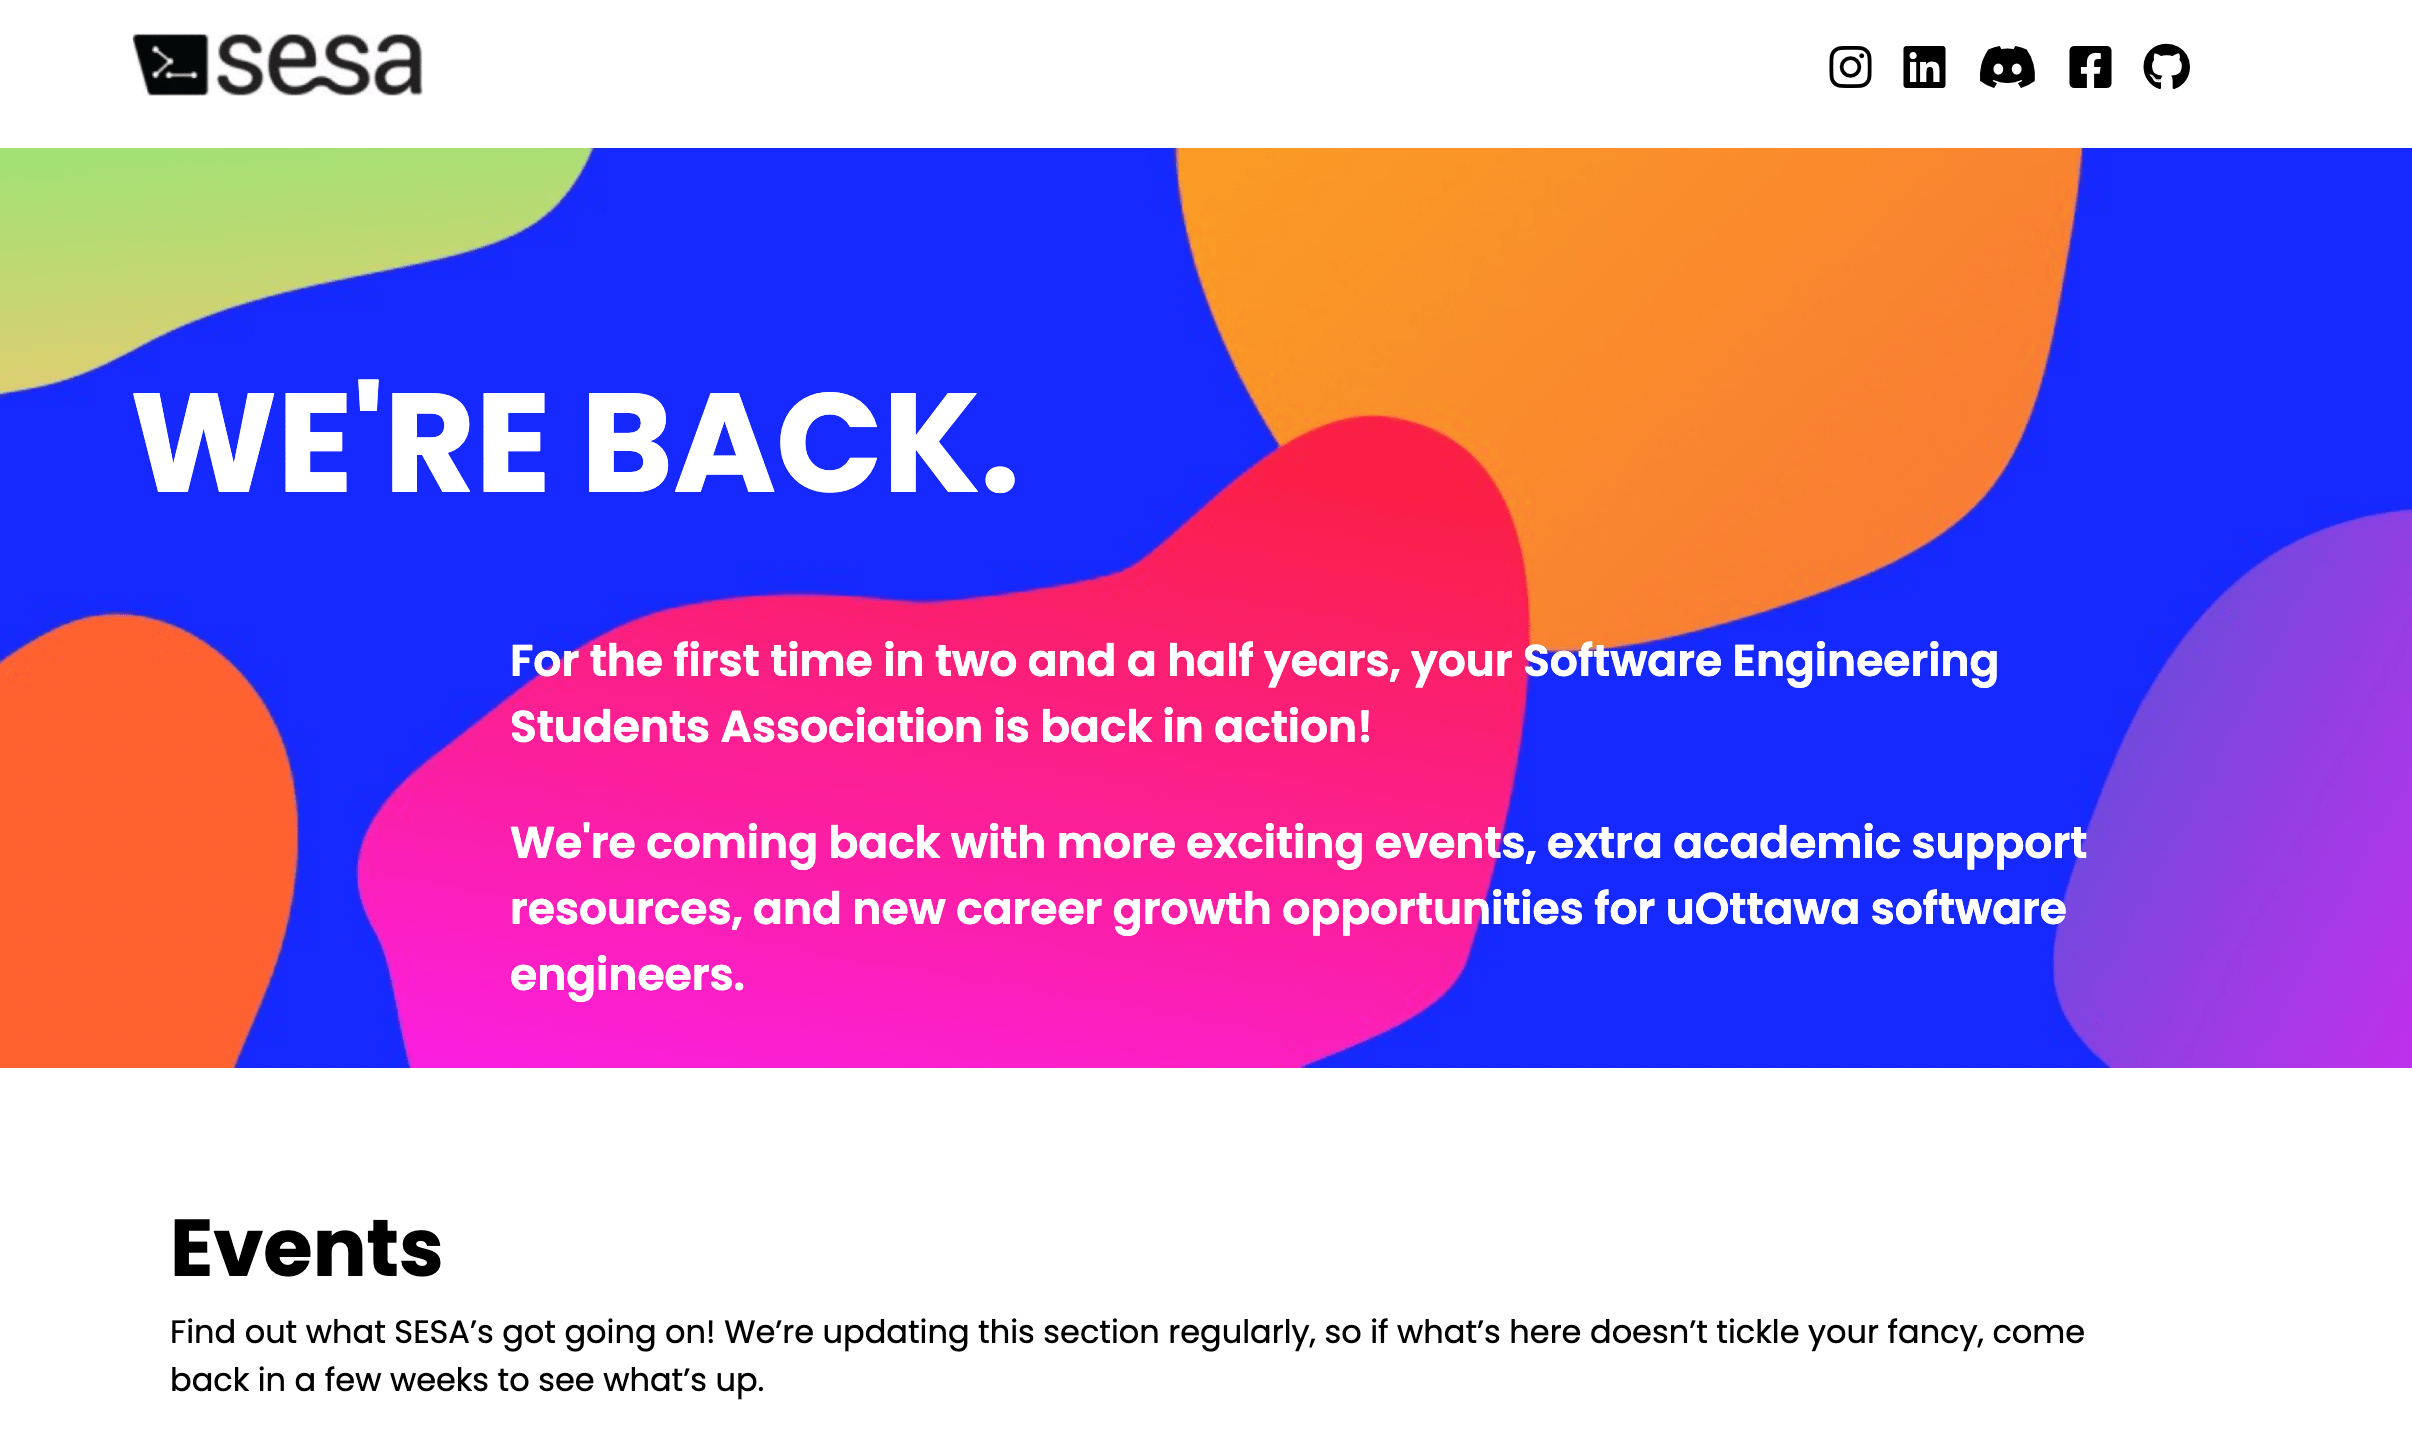 sesa
WE'RE BACK.
For the first time in two and a half years, your Software Engineering
Students Association is back in action!
We're coming back with more exciting events, extra academic support
resources, and new career growth opportunities for uOttawa software
engineers.
Events
Find out what SESA’s got going on! We’re updating this section regularly, so if what’s here doesn’t tickle your fancy, come
back in a few weeks to see what’s up.